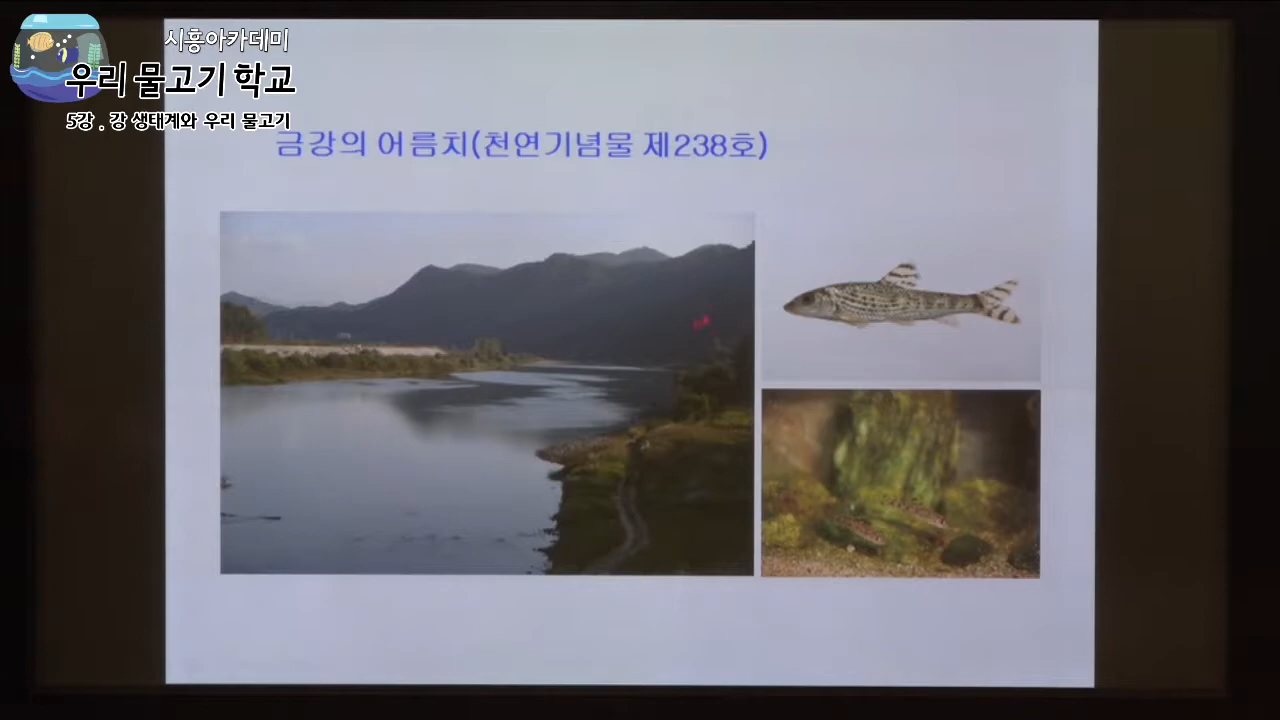 시흥아카데미
우리 물고기 학교
5강 . 강 생태계와 우리 물고기
금강의 어름치(천연기념물 제238호)